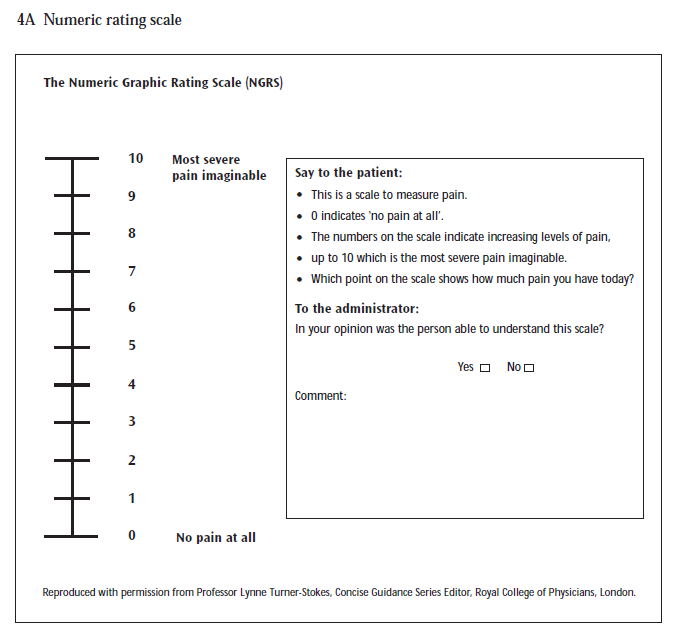 4A Numeric rating scale
The Numeric Graphic Rating Scale (NGRS)
10 Most severe
pain imaginable
9
8
7
6
5
4
3
2
1
0 No pain at all
Say to the patient:
• This is a scale to measure pain.
• 0 indicates 'no pain at all'.
• The numbers on the scale indicate increasing levels of pain,
• up to 10 which is the most severe pain imaginable.
• Which point on the scale shows how much pain you have today?
To the administrator:
In your opinion was the person able to understand this scale?
Yes □ No □
Comment:
Reproduced with permission from Professor Lynne Turner-Stokes, Concise Guidance Series Editor, Royal College of Physicians, London.